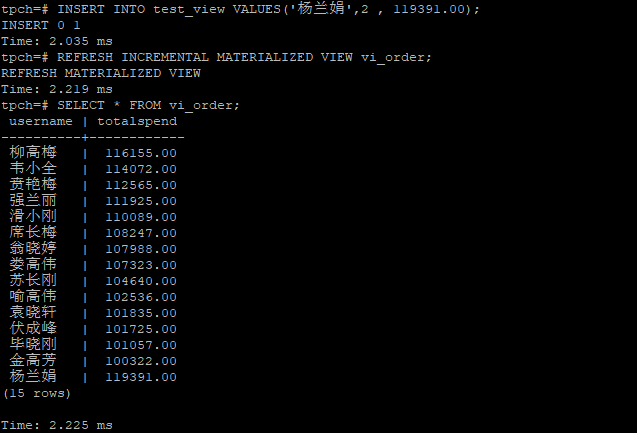 tpch=# INSERT INTO test_view VALUES('杨兰娟',2 , 119391.00);
INSERT 0 1
Time: 2.035 ms
tpch=# REFRESH INCREMENTAL MATERIALIZED VIEW vi_order;
REFRESH MATERIALIZED VIEW
Time: 2.219 ms
tpch=# SELECT * FROM vi_order;
 username | totalspend
----------+------------
 柳高梅   |  116155.00
 韦小全   |  114072.00
 贲艳梅   |  112565.00
 强兰丽   |  111925.00
 滑小刚   |  110089.00
 席长梅   |  108247.00
 翁晓婷   |  107988.00
 娄高伟   |  107323.00
 苏长刚   |  104640.00
 喻高伟   |  102536.00
 袁晓轩   |  101835.00
 伏成峰   |  101725.00
 毕晓刚   |  101057.00
 金高芳   |  100322.00
 杨兰娟   |  119391.00
(15 rows)
Time: 2.225 ms